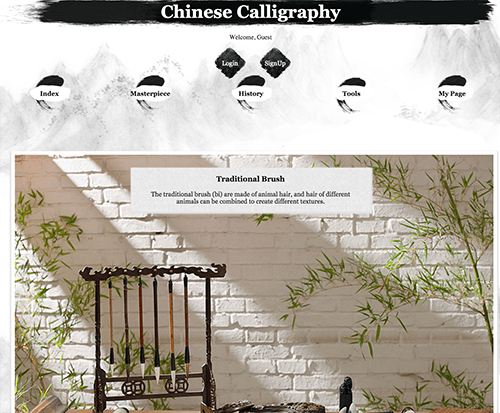 Chinese Calligraphy
Welcome, Guest
Login SignUp
Index Masterpiece History Tools My Page
Traditional Brush
The traditional brush (bi) are made of animal hair, and hair of different
animals can be combined to create different textures.